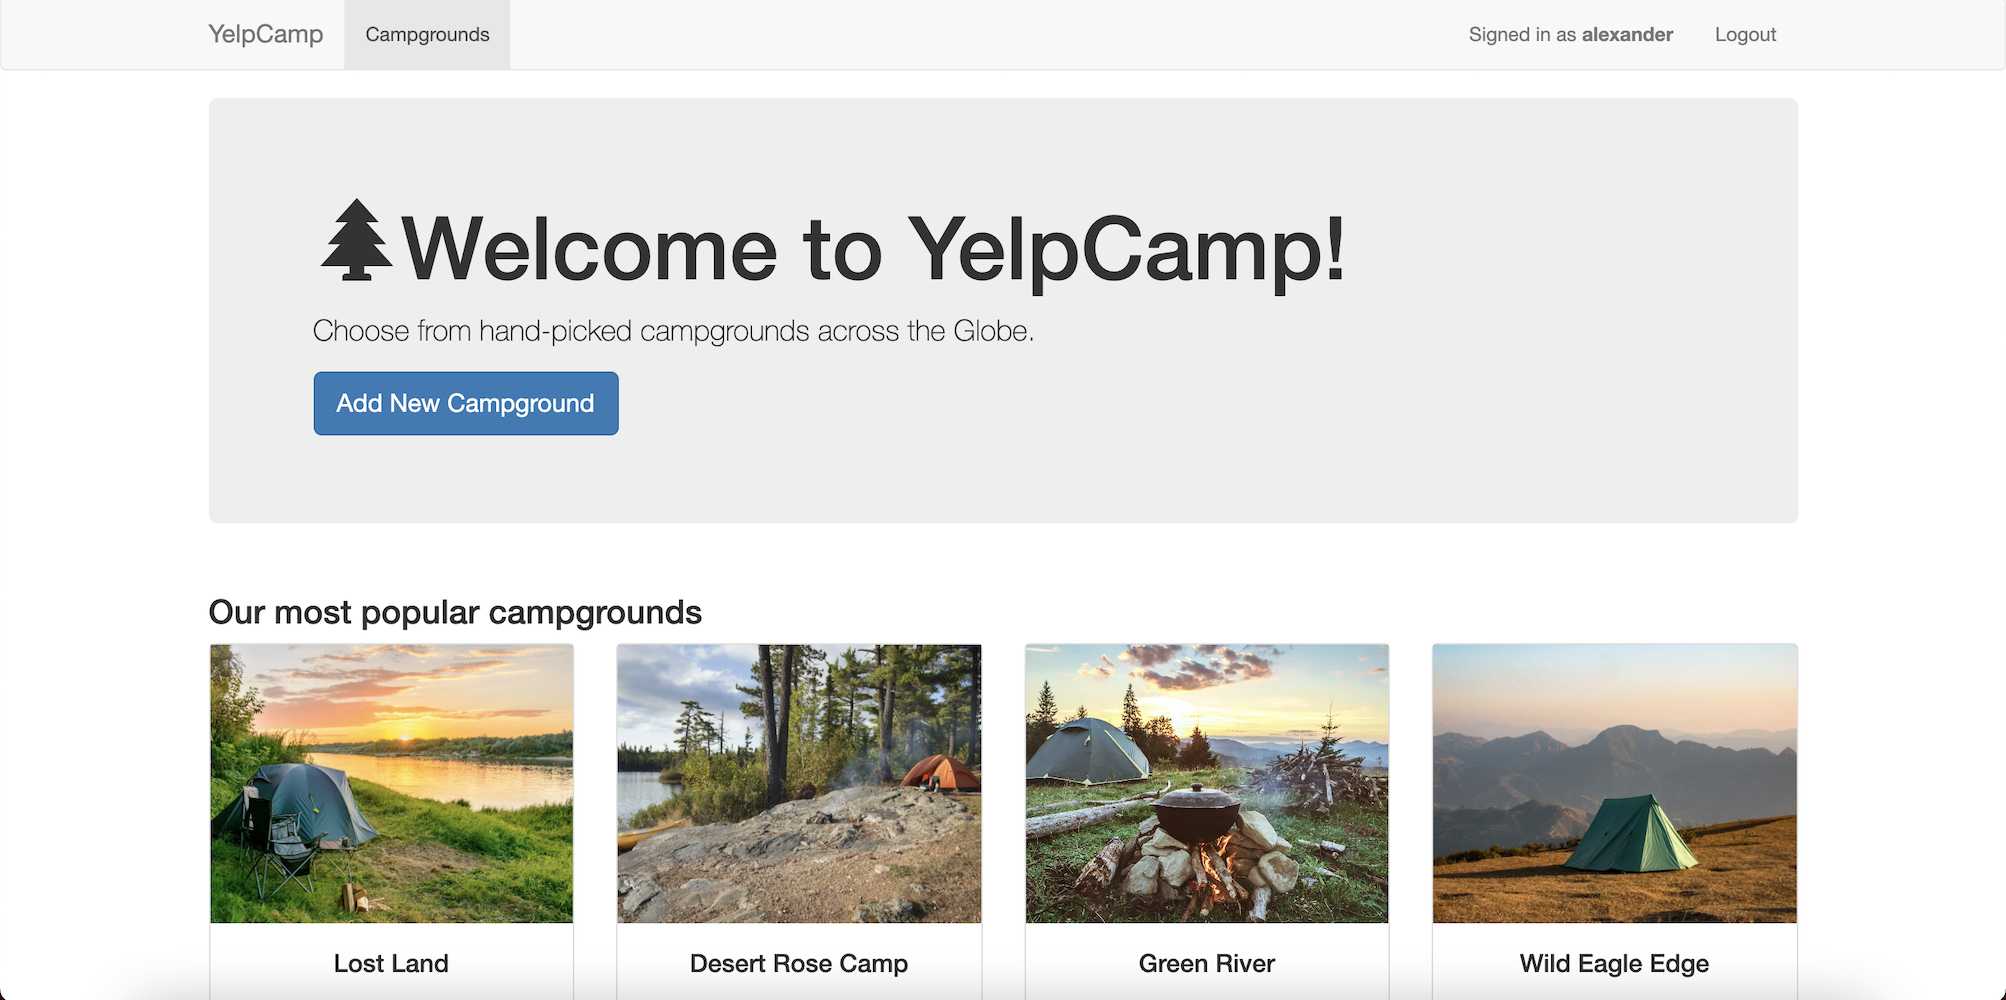 YelpCamp Campgrounds Signed in as alexander Logout
Welcome to YelpCamp!
Choose from hand-picked campgrounds across the Globe.
Add New Campground
Our most popular campgrounds
Lost Land Desert Rose Camp Green River Wild Eagle Edge